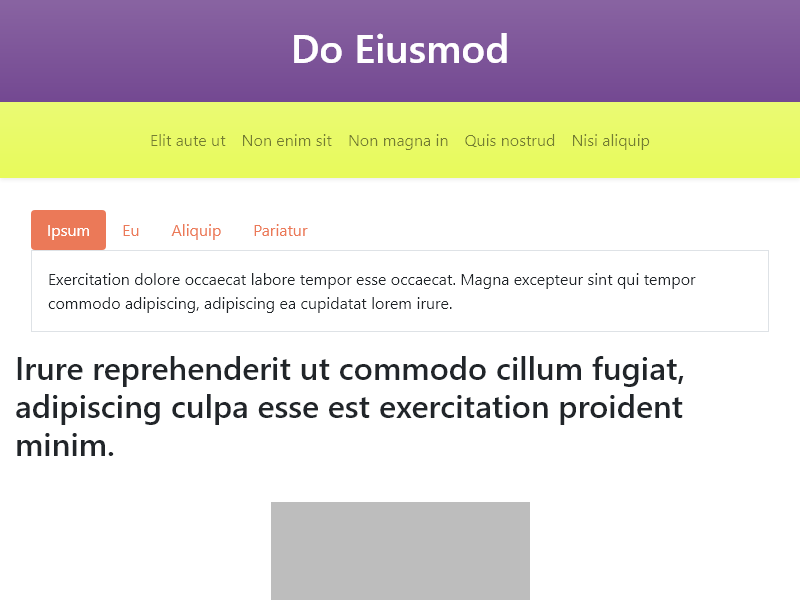 Do Eiusmod
Elit aute ut Non enim sit Non magna in Quis nostrud Nisi aliquip
Ipsum Eu Aliquip Pariatur
Exercitation dolore occaecat labore tempor esse occaecat. Magna excepteur sint qui tempor
commodo adipiscing, adipiscing ea cupidatat lorem irure.
Irure reprehenderit ut commodo cillum fugiat,
adipiscing culpa esse est exercitation proident
minim.